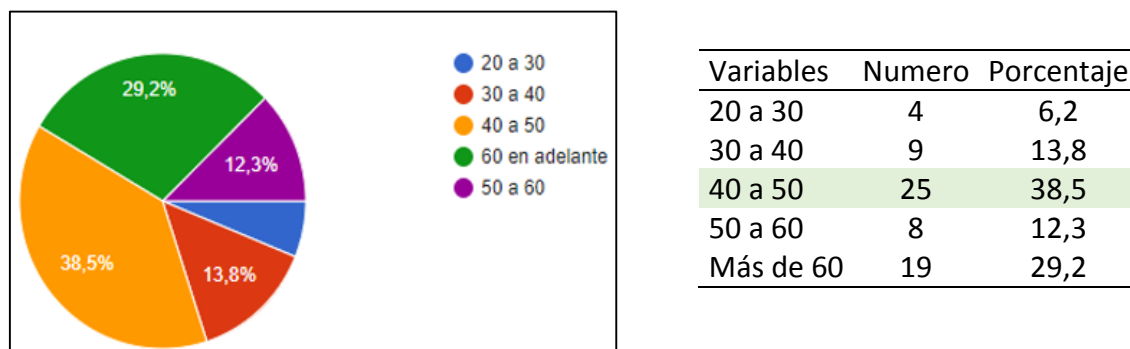 29,2%
12,3%
38,5%
13,8%
20 a 30
30 a 40
40 a 50
60 en adelante
50 a 60
Variables Numero Porcentaje
20 a 30 4 6,2
30 a 40 9 13,8
40 a 50 25 38,5
50 a 60 8 12,3
Más de 60 19 29,2